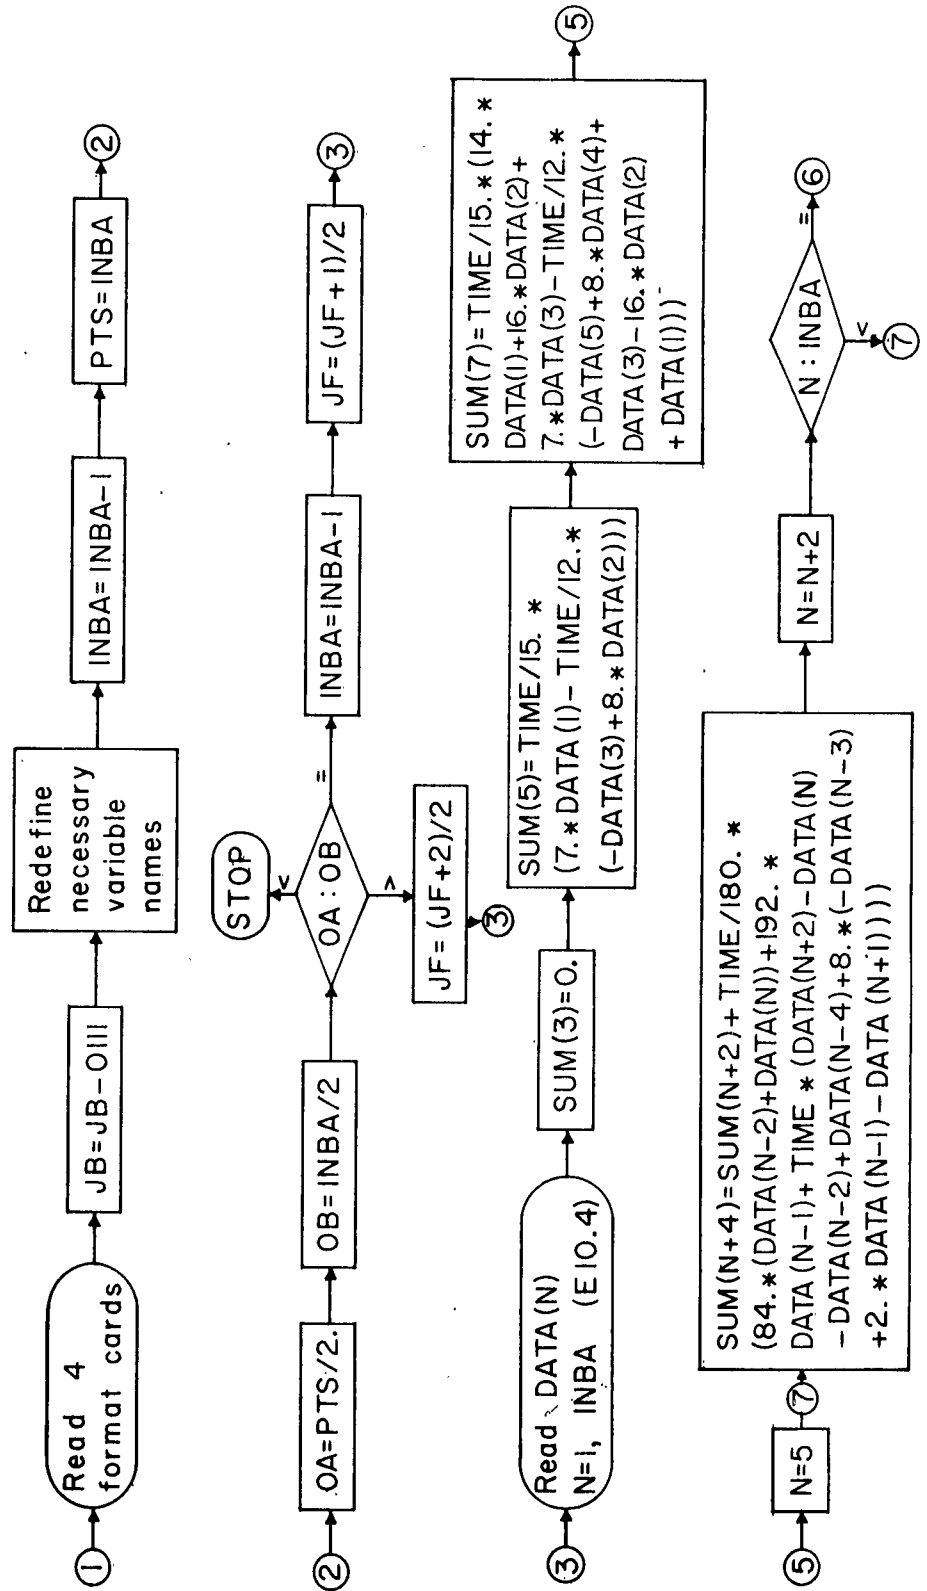 1
Read 4
format cards
JB=JB-OIII
Redefine
necessary
variable
names
INBA=INBA-1
PTS=INBA
2
2
OA=PTS/2.
OB=INBA/2
OA:OB
<
STOP
=
INBA=INBA-1
JF=(JF+1)/2
3
>
JF=(JF+2)/2
3
3
Read DATA(N)
N=1, INBA (E10.4)
SUM(3)=0.
SUM(5)=TIME/15. *
(7.*DATA(1)-TIME/12.*
(-DATA(3)+8.*DATA(2)))
SUM(7)=TIME/15.*(14.*
DATA(1)+16.*DATA(2)+
7.*DATA(3)-TIME/12.*
(-DATA(5)+8.*DATA(4)+
DATA(3)-16.*DATA(2)
+DATA(1)))
5
5
N=5
7
SUM(N+4)=SUM(N+2)+TIME/180. *
(84.*(DATA(N-2)+DATA(N))+192. *
DATA(N-1)+TIME*(DATA(N+2)-DATA(N)
-DATA(N-2)+DATA(N-4)+8.*(-DATA(N-3)
+2.*DATA(N-1)-DATA(N+1)))))
N=N+2
N:INBA
=
6
<
7